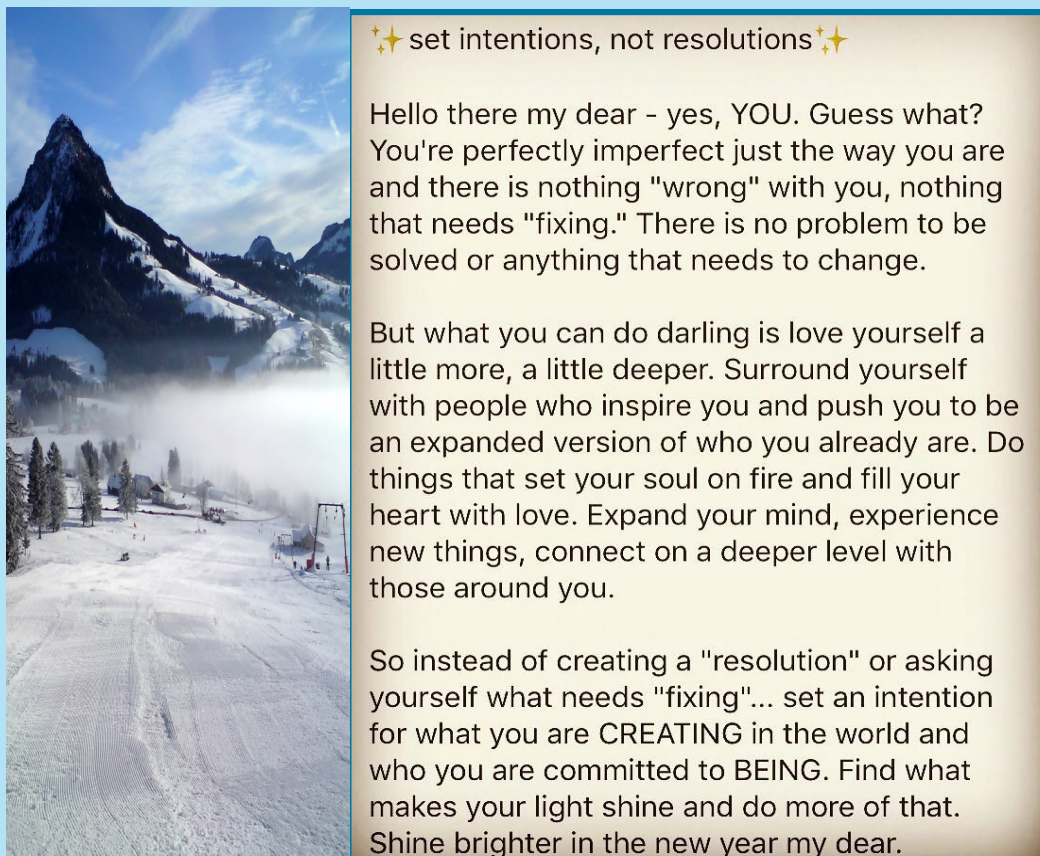 ✨set intentions, not resolutions✨
Hello there my dear - yes, YOU. Guess what?
You're perfectly imperfect just the way you are
and there is nothing "wrong" with you, nothing
that needs "fixing." There is no problem to be
solved or anything that needs to change.
But what you can do darling is love yourself a
little more, a little deeper. Surround yourself
with people who inspire you and push you to be
an expanded version of who you already are. Do
things that set your soul on fire and fill your
heart with love. Expand your mind, experience
new things, connect on a deeper level with
those around you.
So instead of creating a "resolution" or asking
yourself what needs "fixing"... set an intention
for what you are CREATING in the world and
who you are committed to BEING. Find what
makes your light shine and do more of that.
Shine brighter in the new year my dear.